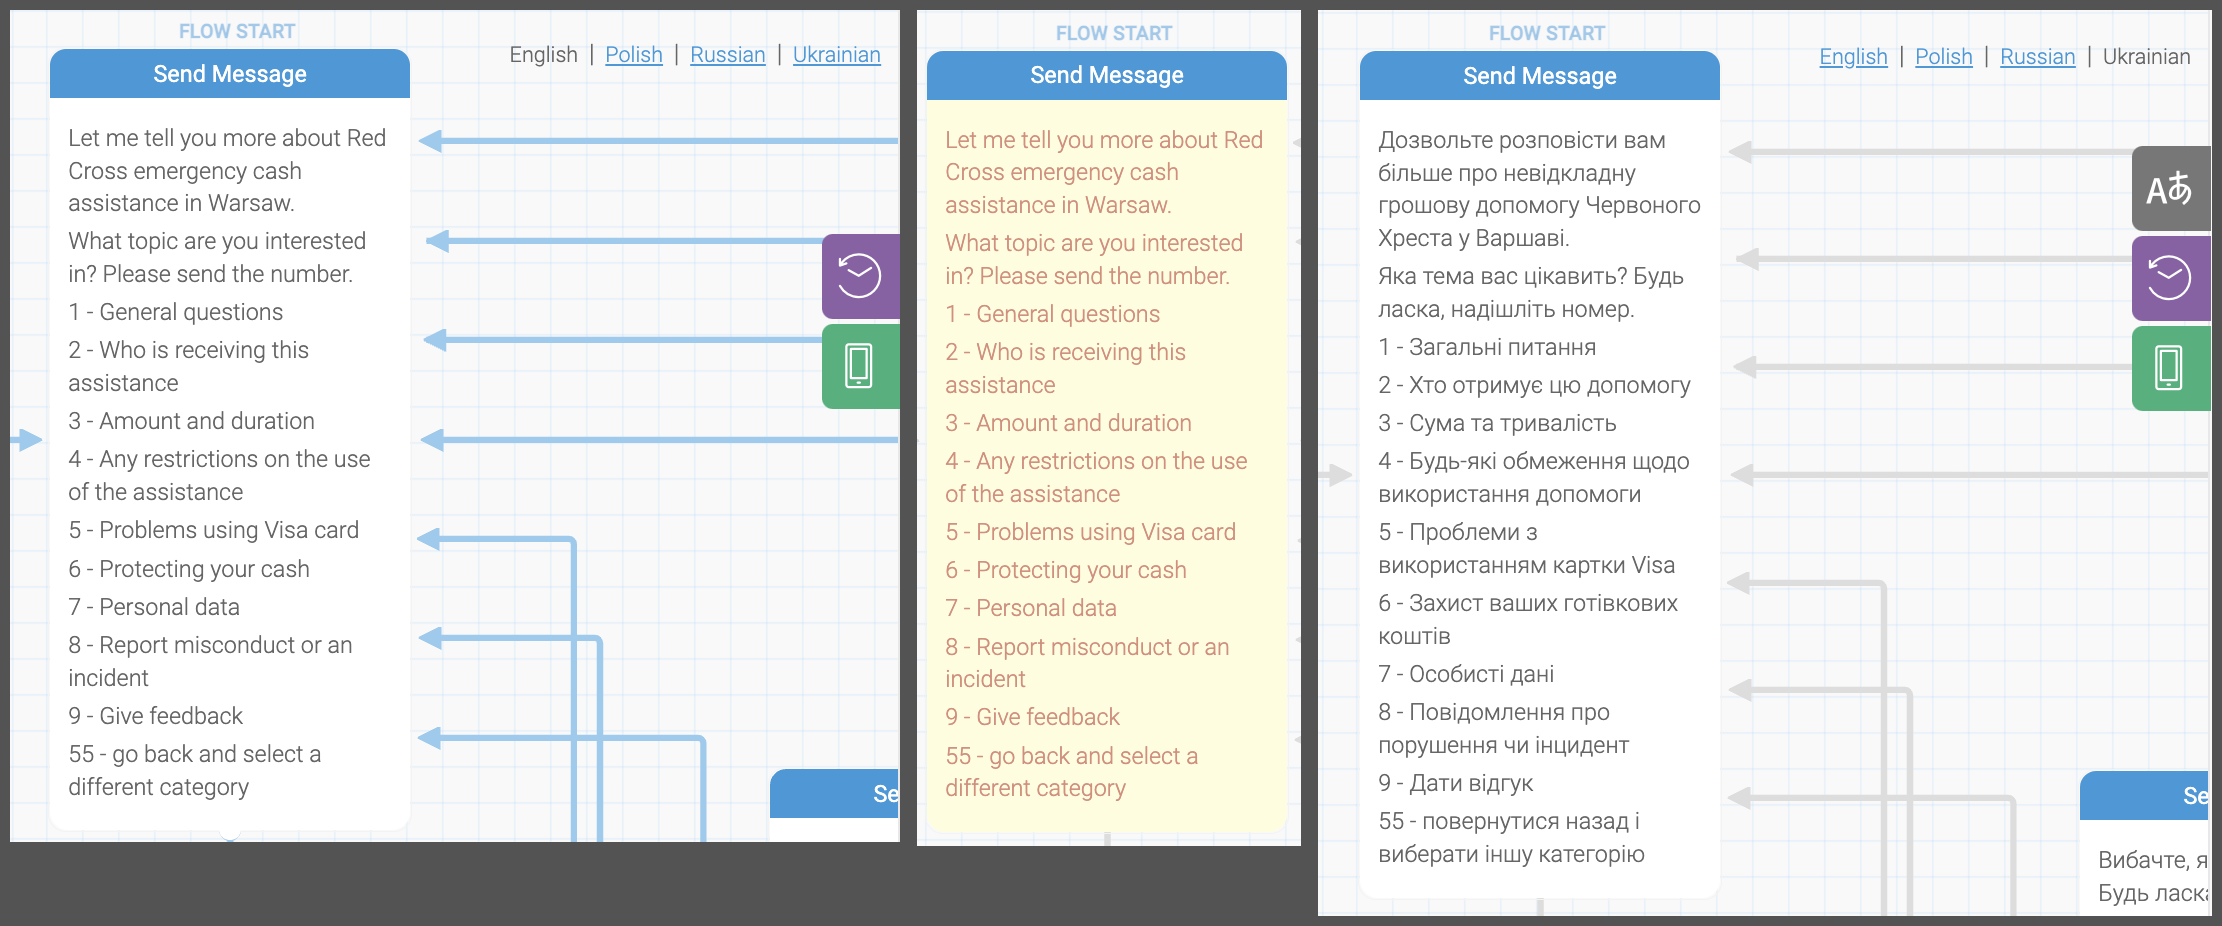 FLOW START
Send Message
English | Polish | Russian | Ukrainian
Let me tell you more about Red
Cross emergency cash
assistance in Warsaw.
What topic are you interested
in? Please send the number.
1 - General questions
2 - Who is receiving this
assistance
3 - Amount and duration
4 - Any restrictions on the use
of the assistance
5 - Problems using Visa card
6 - Protecting your cash
7 - Personal data
8 - Report misconduct or an
incident
9 - Give feedback
55 - go back and select a
different category
Se
FLOW START
Send Message
Let me tell you more about Red
Cross emergency cash
assistance in Warsaw.
What topic are you interested
in? Please send the number.
1 - General questions
2 - Who is receiving this
assistance
3 - Amount and duration
4 - Any restrictions on the use
of the assistance
5 - Problems using Visa card
6 - Protecting your cash
7 - Personal data
8 - Report misconduct or an
incident
9 - Give feedback
55 - go back and select a
different category
FLOW START
Send Message
English | Polish | Russian | Ukrainian
Aあ
Дозвольте розповісти вам
більше про невідкладну
грошову допомогу Червоного
Хреста у Варшаві.
Яка тема вас цікавить? Будь
ласка, надішліть номер.
1 - Загальні питання
2 - Хто отримує цю допомогу
3 - Сума та тривалість
4 - Будь-які обмеження щодо
використання допомоги
5 - Проблеми з
використанням картки Visa
6 - Захист ваших готівкових
коштів
7 - Особисті дані
8 - Повідомлення про
порушення чи інцидент
9 - Дати відгук
55 - повернутися назад і
виберати іншу категорію
Se
Вибачте, я
Будь ласка